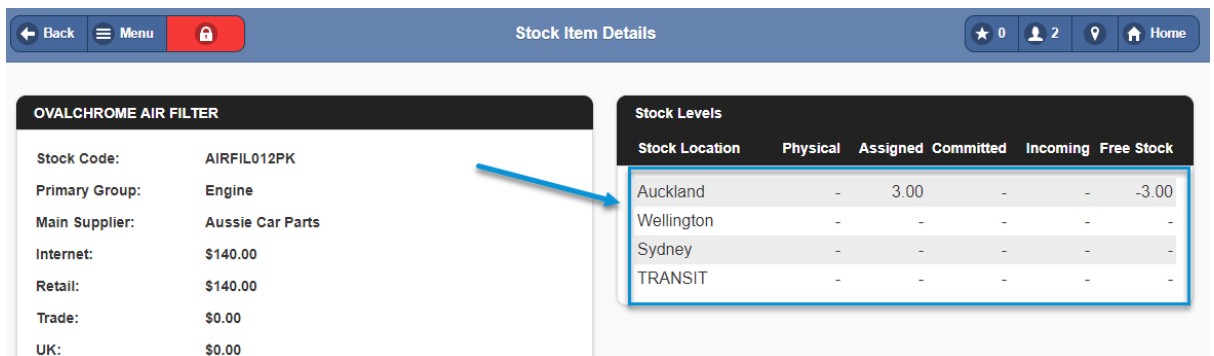 Back Menu Stock Item Details 0 2 Home
OVALCHROME AIR FILTER
Stock Code: AIRFIL012PK
Primary Group: Engine
Main Supplier: Aussie Car Parts
Internet: $140.00
Retail: $140.00
Trade: $0.00
UK: $0.00
Stock Levels
Stock Location Physical Assigned Committed Incoming Free Stock
Auckland - 3.00 - - -3.00
Wellington - - - - -
Sydney - - - - -
TRANSIT - - - - -